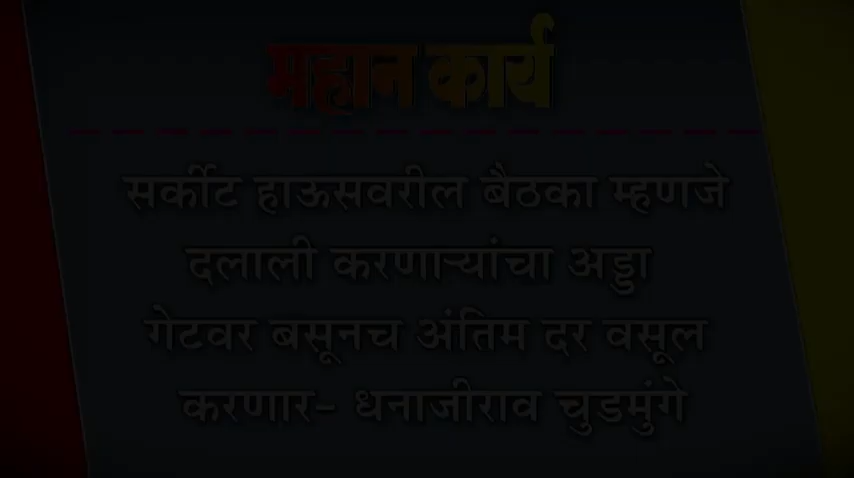 महान कार्य
सर्कीट हाऊसवरील बैठका म्हणजे
दलाली करणाऱ्यांचा अड्डा
गेटवर बसूनच अंतिम दर वसूल
करणार- धनाजीराव चुडमुंगे